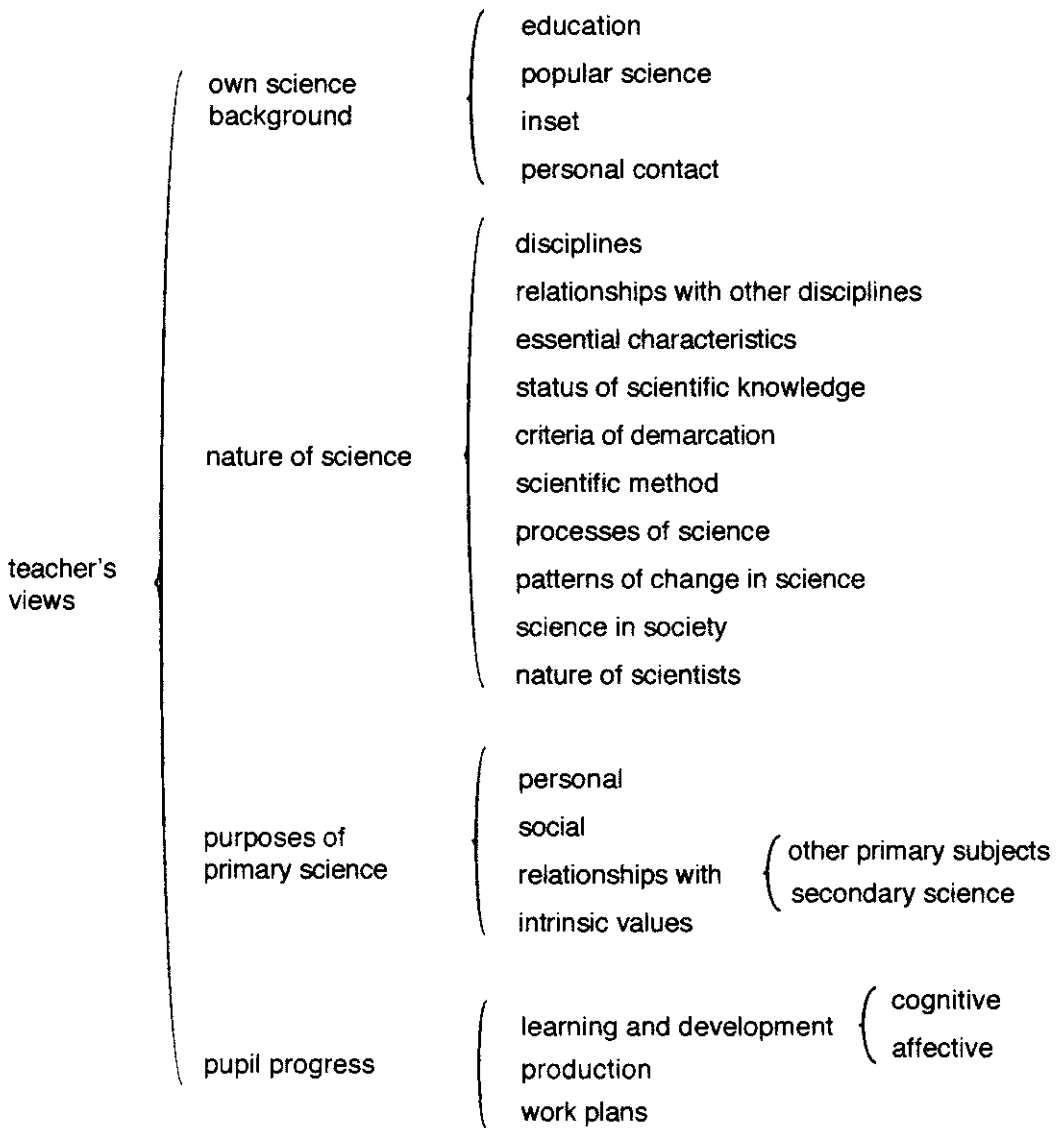 teacher's
views
own science
background
education
popular science
inset
personal contact
nature of science
disciplines
relationships with other disciplines
essential characteristics
status of scientific knowledge
criteria of demarcation
scientific method
processes of science
patterns of change in science
science in society
nature of scientists
purposes of
primary science
personal
social
relationships with
other primary subjects
secondary science
intrinsic values
pupil progress
learning and development
cognitive
affective
production
work plans